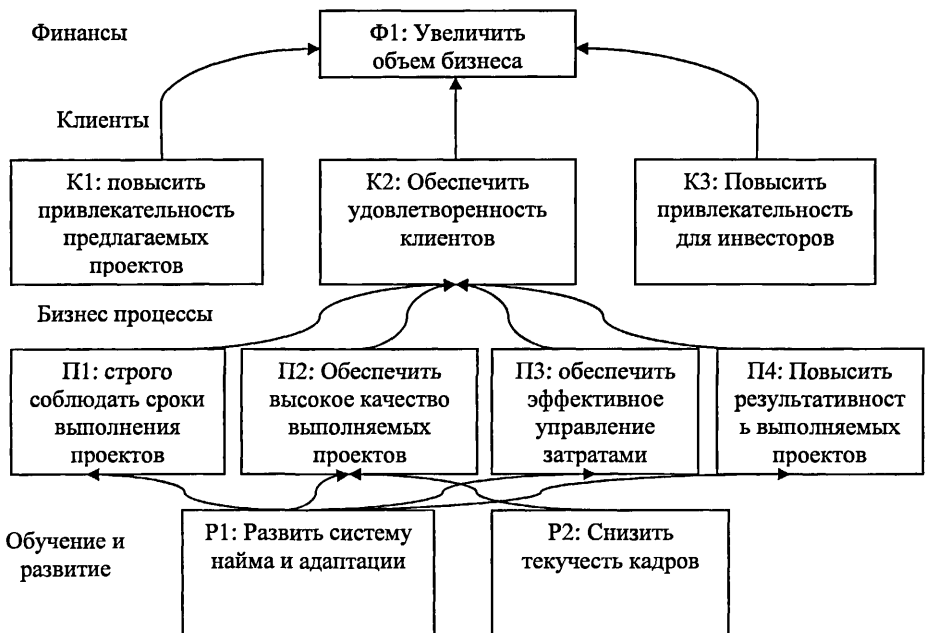 Финансы
Ф1: Увеличить
объем бизнеса
Клиенты
К1: повысить
привлекательность
предлагаемых
проектов
К2: Обеспечить
удовлетворенность
клиентов
К3: Повысить
привлекательность
для инвесторов
Бизнес процессы
П1: строго
соблюдать сроки
выполнения
проектов
П2: Обеспечить
высокое качество
выполняемых
проектов
П3: обеспечить
эффективное
управление
затратами
П4: Повысить
результативност
ь выполняемых
проектов
Обучение и
развитие
Р1: Развить систему
найма и адаптации
Р2: Снизить
текучесть кадров